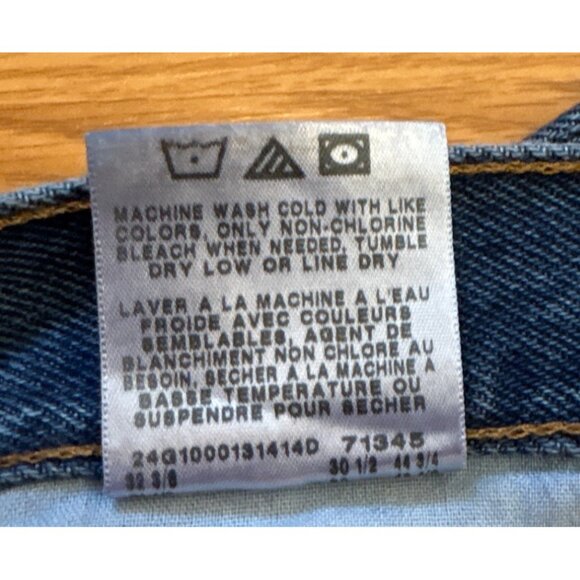 MACHINE WASH COLD WITH LIKE
COLORS, ONLY NON-CHLORINE
BLEACH WHEN NEEDED, TUMBLE
DRY LOW OR LINE DRY
LAVER A LA MACHINE A L'EAU
FROIDE AVEC COULEURS
SEMBLABLES, AGENT DE
BLANCHIMENT NON CHLORE AU
BESOIN, SECHER A LA MACHINE A
BASSE TEMPERATURE OU
SUSPENDRE POUR SECHER
24G1000131414D 71345
32 3/8 30 1/2 44 3/4